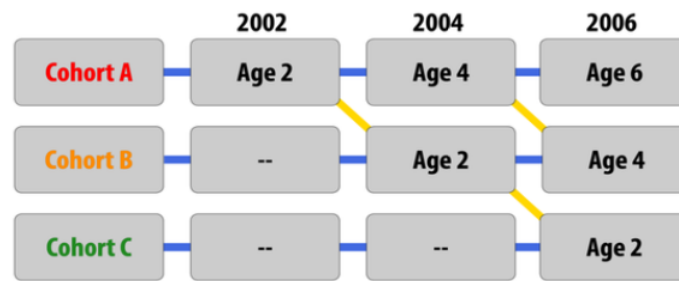 2002 2004 2006
Cohort A Age 2 Age 4 Age 6
Cohort B -- Age 2 Age 4
Cohort C -- -- Age 2